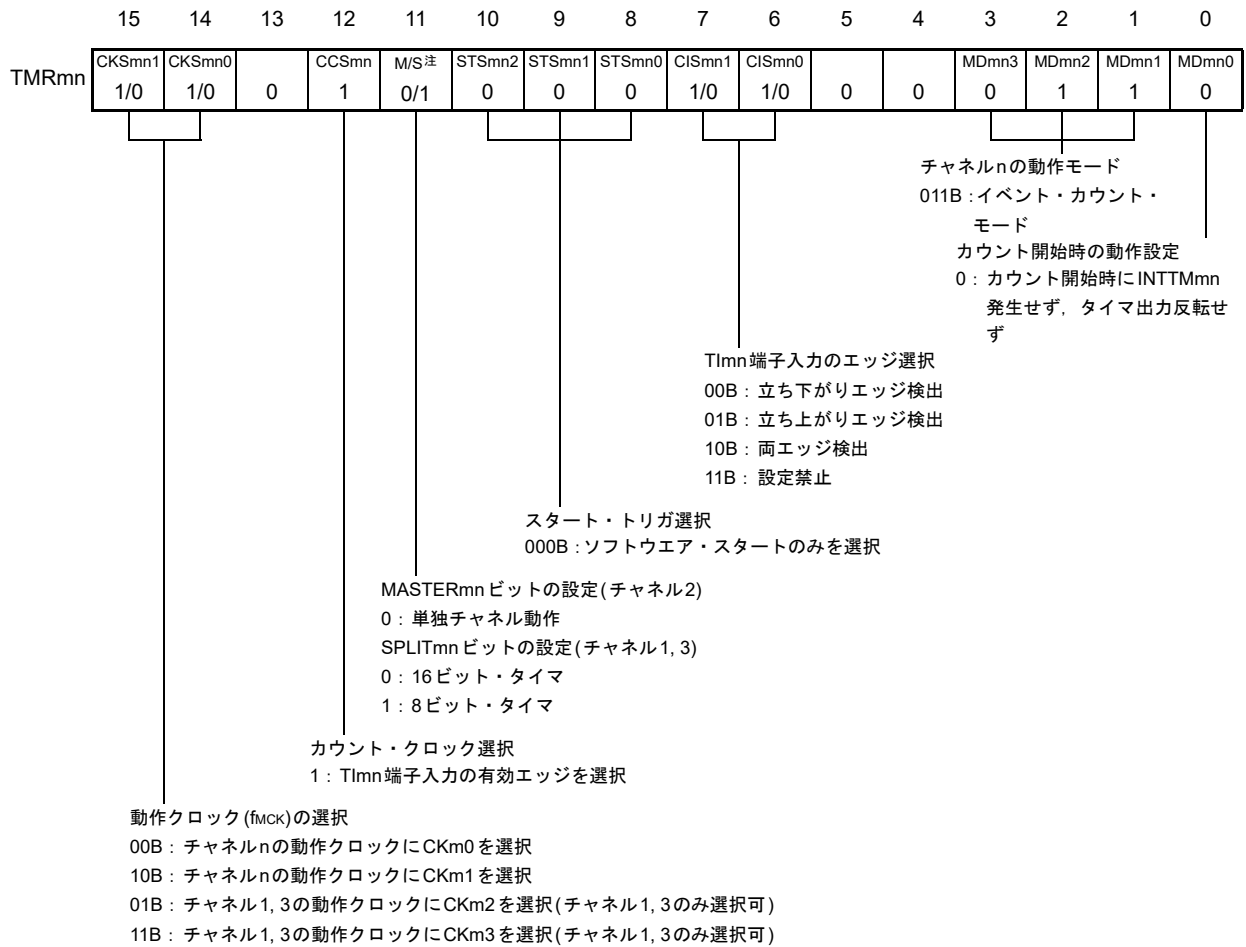 15 14 13 12 11 10 9 8 7 6 5 4 3 2 1 0
CKSmn1 CKSmn0 CCSmn M/S注 STSmn2 STSmn1 STSmn0 CISmn1 CISmn0 MDmn3 MDmn2 MDmn1 MDmn0
TMRmn 1/0 1/0 0 1 0/1 0 0 0 1/0 1/0 0 0 0 1 1 0
チャネルnの動作モード
011B：イベント・カウント・
モード
カウント開始時の動作設定
0：カウント開始時にINTTMmn
発生せず，タイマ出力反転せ
ず
TImn端子入力のエッジ選択
00B：立ち下がりエッジ検出
01B：立ち上がりエッジ検出
10B：両エッジ検出
11B：設定禁止
スタート・トリガ選択
000B：ソフトウエア・スタートのみを選択
MASTERmnビットの設定(チャネル2)
0：単独チャネル動作
SPLITmnビットの設定(チャネル1, 3)
0：16ビット・タイマ
1：8ビット・タイマ
カウント・クロック選択
1：TImn端子入力の有効エッジを選択
動作クロック(fMCK)の選択
00B：チャネルnの動作クロックにCKm0を選択
10B：チャネルnの動作クロックにCKm1を選択
01B：チャネル1, 3の動作クロックにCKm2を選択(チャネル1, 3のみ選択可)
11B：チャネル1, 3の動作クロックにCKm3を選択(チャネル1, 3のみ選択可)